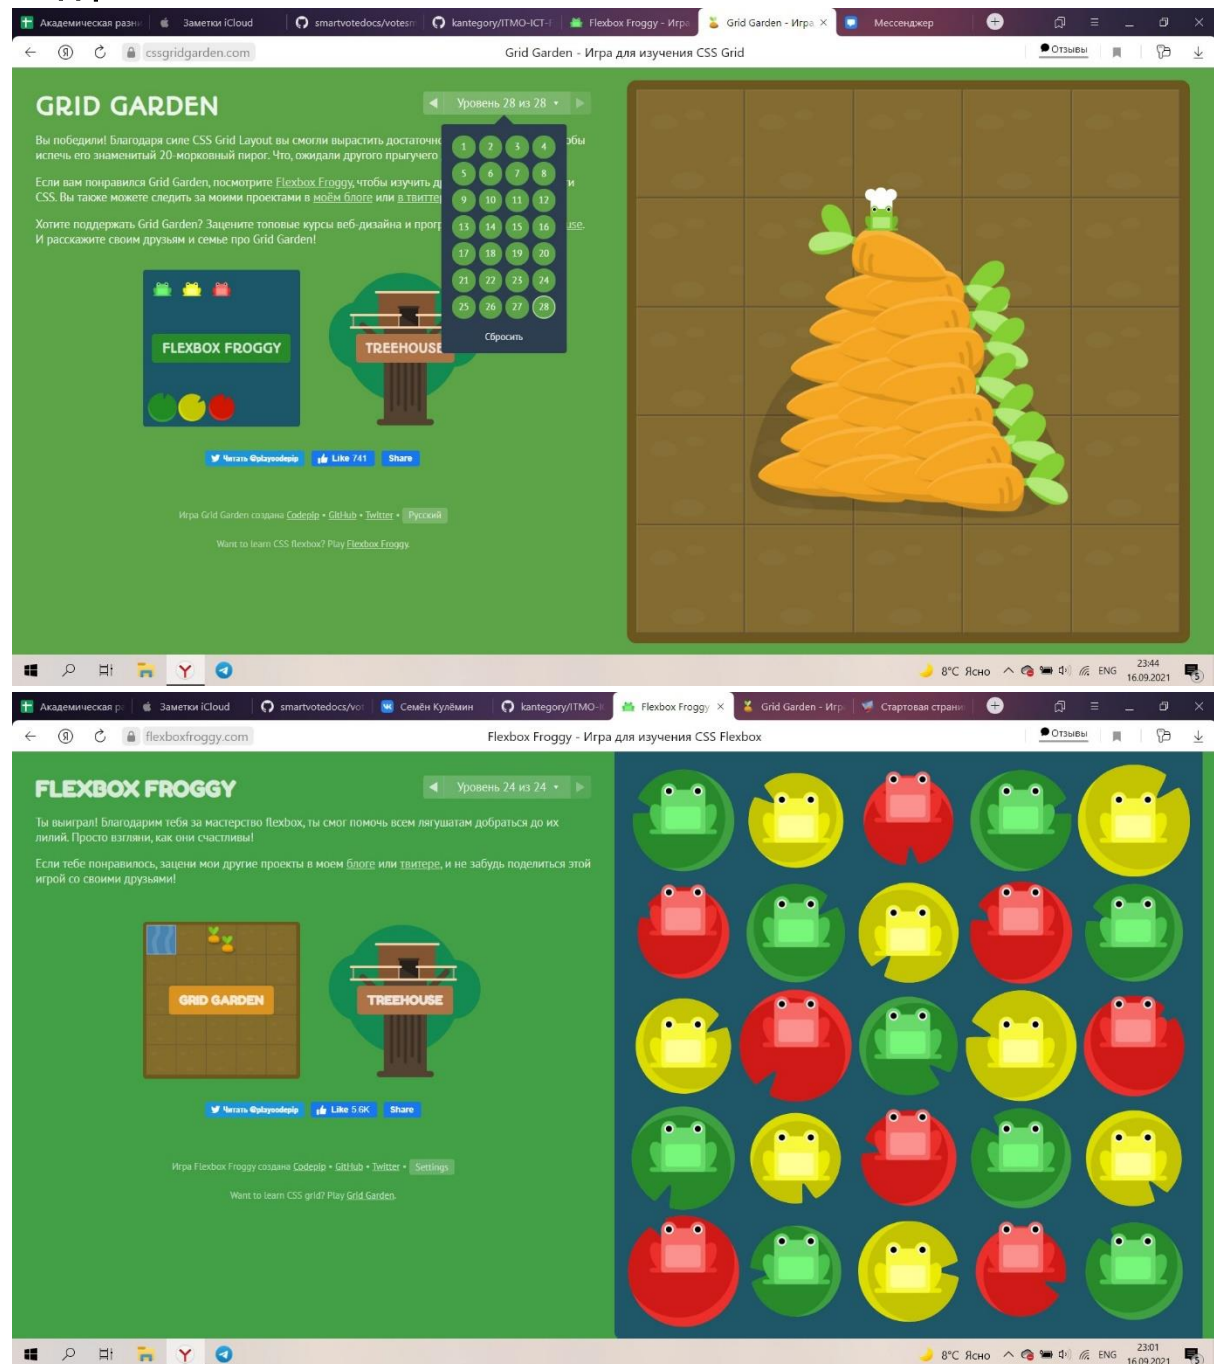 Академическая разн
Заметки iCloud
smartvotedocs/votesm
kantegory/ITMO-ICT-F
Flexbox Froggy - Игра
Grid Garden - Игра
Мессенджер
cssgridgarden.com
Grid Garden - Игра для изучения CSS Grid
Отзывы
GRID GARDEN
Уровень 28 из 28
Вы победили! Благодаря силе CSS Grid Layout вы смогли вырастить достаточно
обы
испечь его знаменитый 20-морковный пирог. Что, ожидали другого прыгучего
Если вам понравился Grid Garden, посмотрите Flexbox Froggy, чтобы изучить д
и
CSS. Вы также можете следить за моими проектами в моём блоге или в твиттер
Хотите поддержать Grid Garden? Зацените топовые курсы веб-дизайна и прогр
use.
И расскажите своим друзьям и семье про Grid Garden!
1 2 3 4
5 6 7 8
9 10 11 12
13 14 15 16
17 18 19 20
21 22 23 24
25 26 27 28
Сбросить
FLEXBOX FROGGY
TREEHOUSE
Читать @playcodepip
Like 741
Share
Игра Grid Garden создана Codepip • GitHub • Twitter • Русский
Want to learn CSS flexbox? Play Flexbox Froggy.
8°C Ясно
ENG
23:44
16.09.2021
5
Академическая ра
Заметки iCloud
smartvotedocs/vot
Семён Кулёмин
kantegory/ITMO-I
Flexbox Froggy
Grid Garden - Игра
Стартовая страниц
flexboxfroggy.com
Flexbox Froggy - Игра для изучения CSS Flexbox
Отзывы
FLEXBOX FROGGY
Уровень 24 из 24
Ты выиграл! Благодарим тебя за мастерство flexbox, ты смог помочь всем лягушатам добраться до их
лилий. Просто взгляни, как они счастливы!
Если тебе понравилось, зацени мои другие проекты в моем блоге или твитере, и не забудь поделиться этой
игрой со своими друзьями!
GRID GARDEN
TREEHOUSE
Читать @playcodepip
Like 5.6K
Share
Игра Flexbox Froggy создана Codepip • GitHub • Twitter • Settings
Want to learn CSS grid? Play Grid Garden.
8°C Ясно
ENG
23:01
16.09.2021